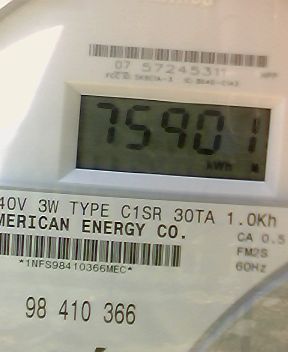 07 57245311
75901
kWh
40V 3W TYPE C1SR 30TA 1.0Kh
MERICAN ENERGY CO.
CA 0.5
*1NFS98410366MEC*
FM2S
60Hz
98 410 366